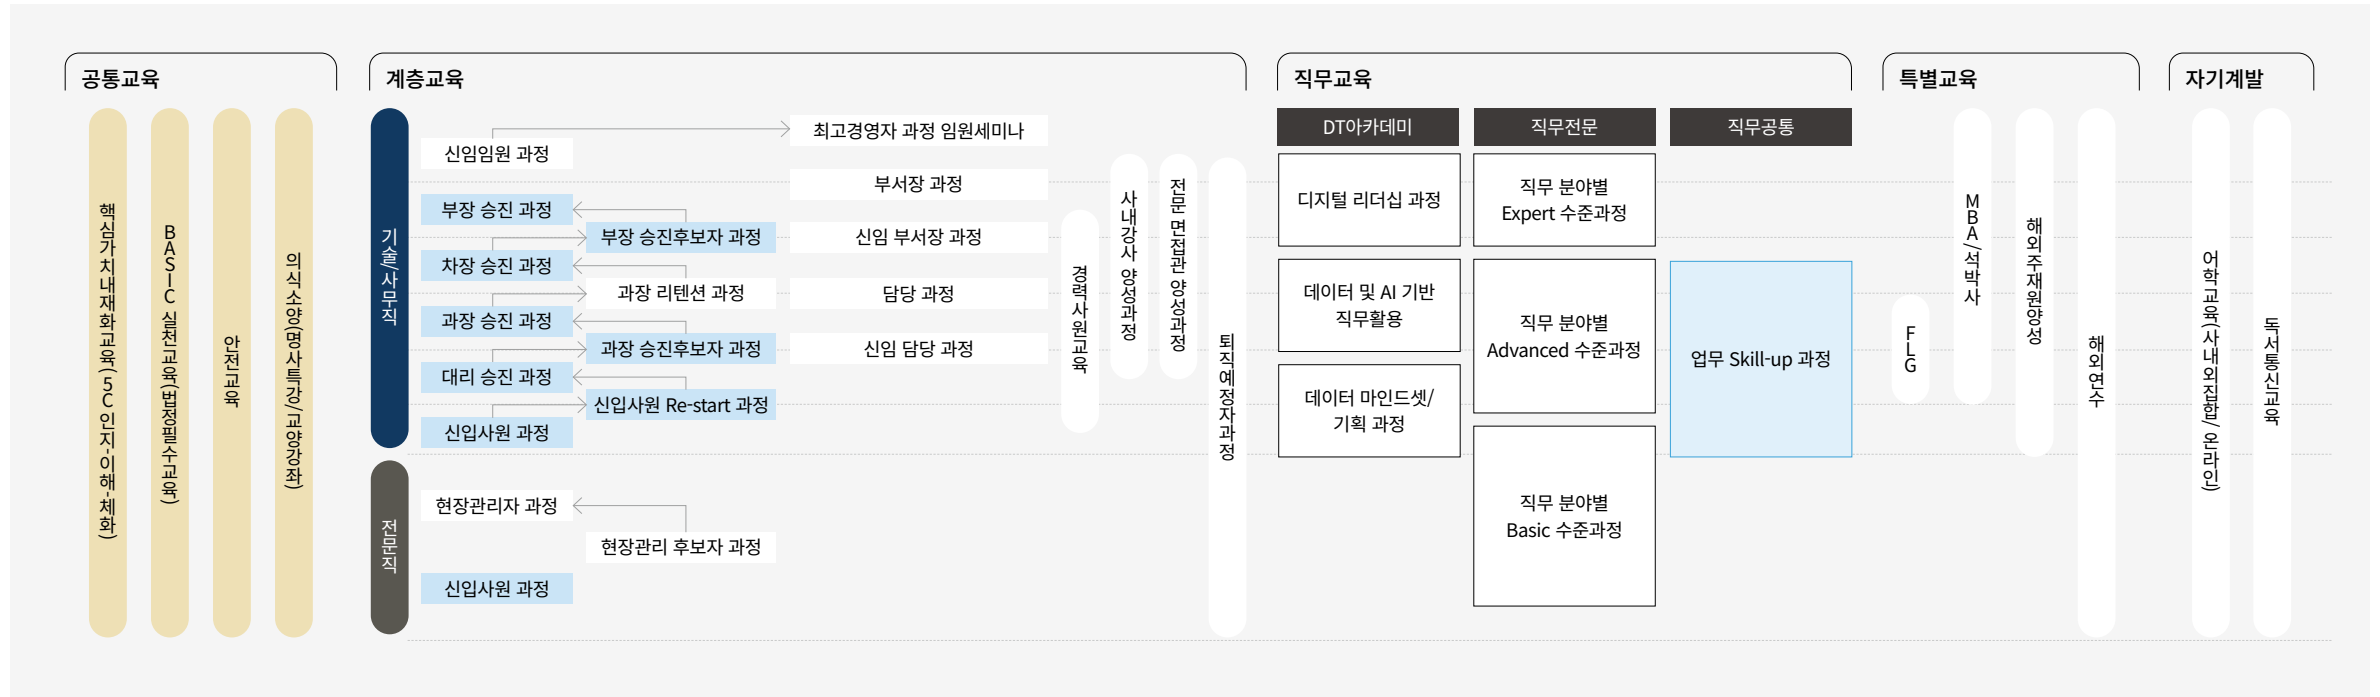 공통교육
핵심가치내재화교육(5C 인지-이해-체화)
BASIC 실천교육(법정필수교육)
안전교육
의식소양(명사특강/교양강좌)
계층교육
기술/사무직
신임임원 과정
최고경영자 과정 임원세미나
부서장 과정
부장 승진 과정
부장 승진후보자 과정
신임 부서장 과정
차장 승진 과정
과장 리텐션 과정
담당 과정
과장 승진 과정
과장 승진후보자 과정
신임 담당 과정
대리 승진 과정
신입사원 Re-start 과정
신입사원 과정
전문직
현장관리자 과정
현장관리 후보자 과정
신입사원 과정
경력사원교육
사내강사 양성과정
전문 면접관 양성과정
퇴직예정자과정
직무교육
DT아카데미
디지털 리더십 과정
데이터 및 AI 기반
직무활용
데이터 마인드셋/
기획 과정
직무전문
직무 분야별
Expert 수준과정
직무 분야별
Advanced 수준과정
직무 분야별
Basic 수준과정
직무공통
업무 Skill-up 과정
특별교육
FLG
MBA/석박사
해외주재원양성
해외연수
자기계발
어학교육(사내외집합/온라인)
독서통신교육